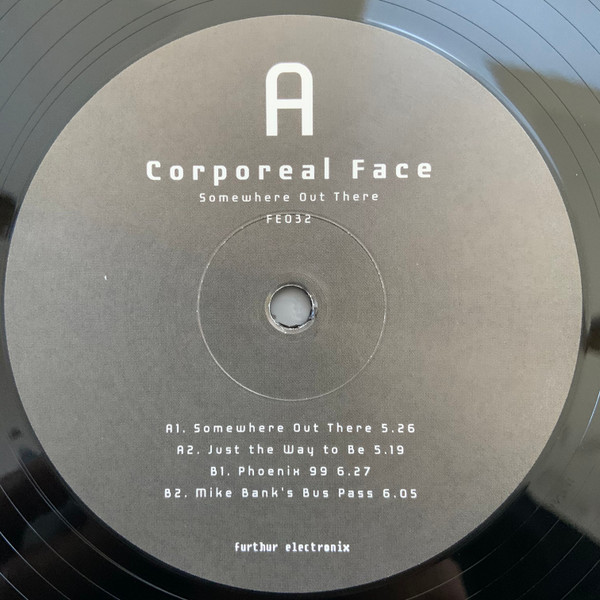 A
Corporeal Face
Somewhere Out There
FE032
A1. Somewhere Out There 5.26
A2. Just the Way to Be 5.19
B1. Phoenix 99 6.27
B2. Mike Bank's Bus Pass 6.05
furthur electronix